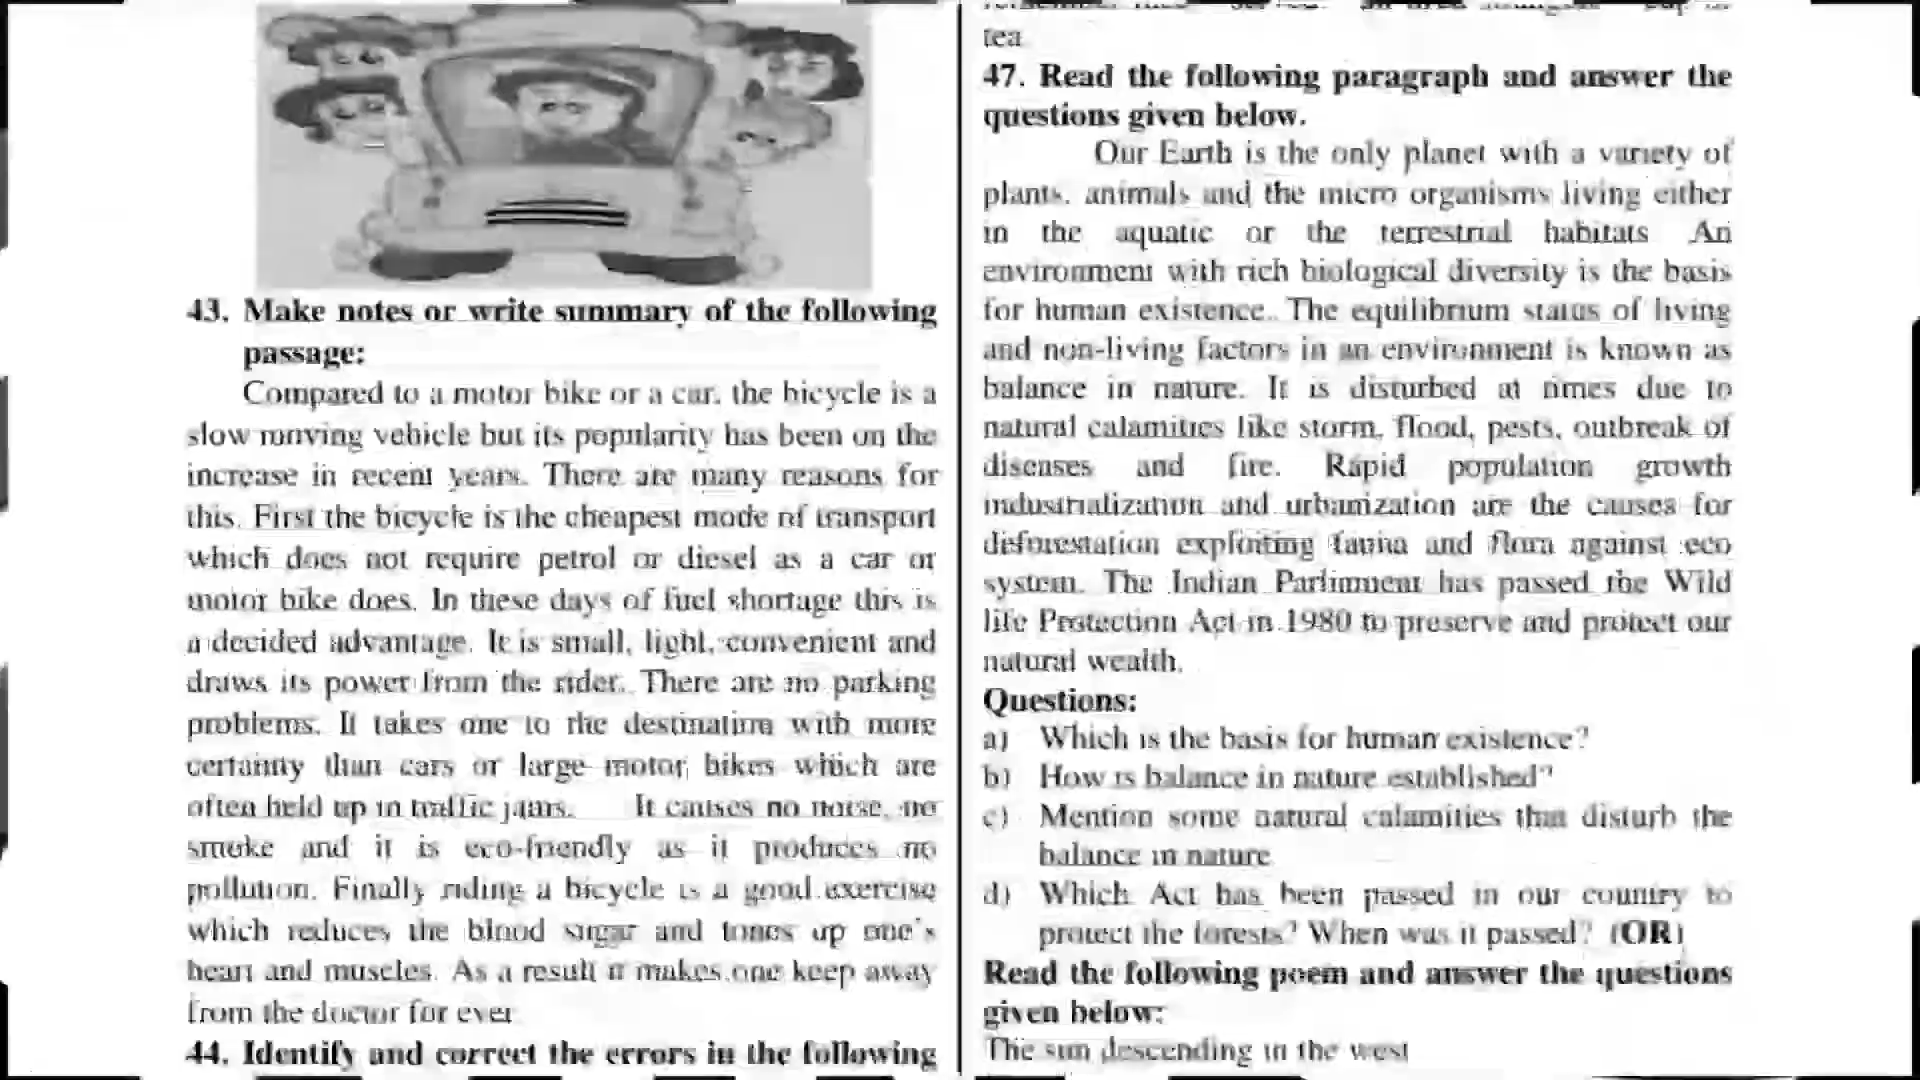 43. Make notes or write summary of the following
passage:
Compared to a motor bike or a car, the bicycle is a
slow moving vehicle but its popularity has been on the
increase in recent years. There are many reasons for
this. First the bicycle is the cheapest mode of transport
which does not require petrol or diesel as a car or
motor bike does. In these days of fuel shortage this is
a decided advantage. It is small, light, convenient and
draws its power from the rider. There are no parking
problems. It takes one to the destination with more
certainty than cars or large motor bikes which are
often held up in traffic jams. It causes no noise, no
smoke and it is eco-friendly as it produces no
pollution. Finally riding a bicycle is a good exercise
which reduces the blood sugar and tones up one's
heart and muscles. As a result it makes one keep away
from the doctor for ever
44. Identify and correct the errors in the following
tea
47. Read the following paragraph and answer the
questions given below.
Our Earth is the only planet with a variety of
plants, animals and the micro organisms living either
in the aquatic or the terrestrial habitats An
environment with rich biological diversity is the basis
for human existence. The equilibrium status of living
and non-living factors in an environment is known as
balance in nature. It is disturbed at times due to
natural calamities like storm, flood, pests, outbreak of
diseases and fire. Rapid population growth
industrialization and urbanization are the causes for
deforestation exploiting fauna and flora against eco
system. The Indian Parliament has passed the Wild
life Protection Act in 1980 to preserve and protect our
natural wealth.
Questions:
a) Which is the basis for human existence?
b) How is balance in nature established?
c) Mention some natural calamities that disturb the
balance in nature
d) Which Act has been passed in our country to
protect the forests? When was it passed? (OR)
Read the following poem and answer the questions
given below:
The sun descending in the west